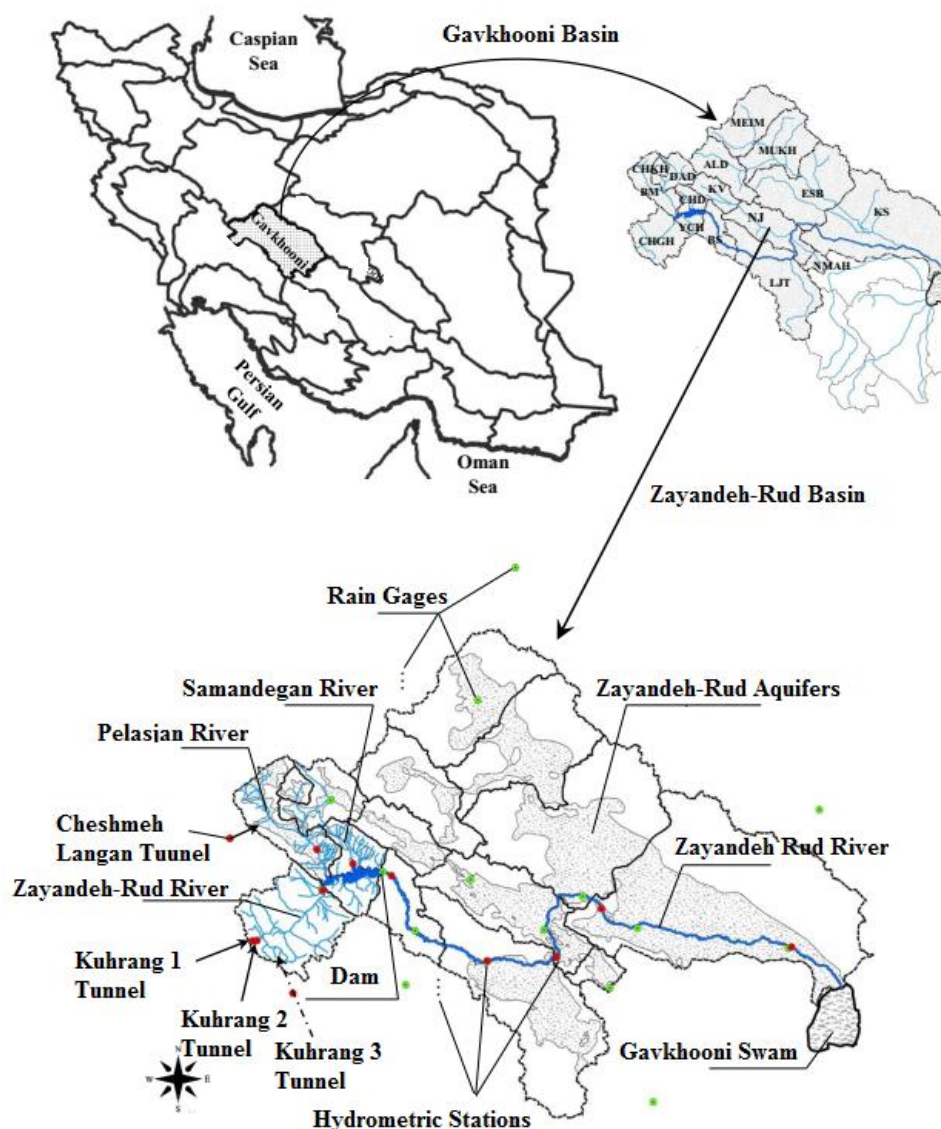 Gavkhooni Basin
Caspian
Sea
Gavkhooni
Persian
Gulf
Oman
Sea
MEIM
MUKH
CHKH
DAD
ALD
BM
CHD
KV
ESB
KS
NJ
YCH
BS
CHGH
NMAH
LJT
Zayandeh-Rud Basin
Rain Gages
Samandegan River
Zayandeh-Rud Aquifers
Pelasjan River
Cheshmeh
Langan Tuunel
Zayandeh Rud River
Zayandeh-Rud River
Kuhrang 1
Tunnel
Dam
Kuhrang 2
Tunnel
Kuhrang 3
Tunnel
Gavkhooni Swam
Hydrometric Stations
N
W
E
S